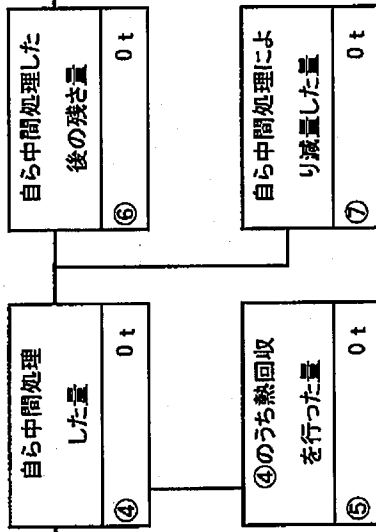 自ら中間処理
した量
④ 0 t
自ら中間処理した
後の残さ量
⑥ 0 t
④のうち熱回収
を行った量
⑤ 0 t
自ら中間処理によ
り減量した量
⑦ 0 t